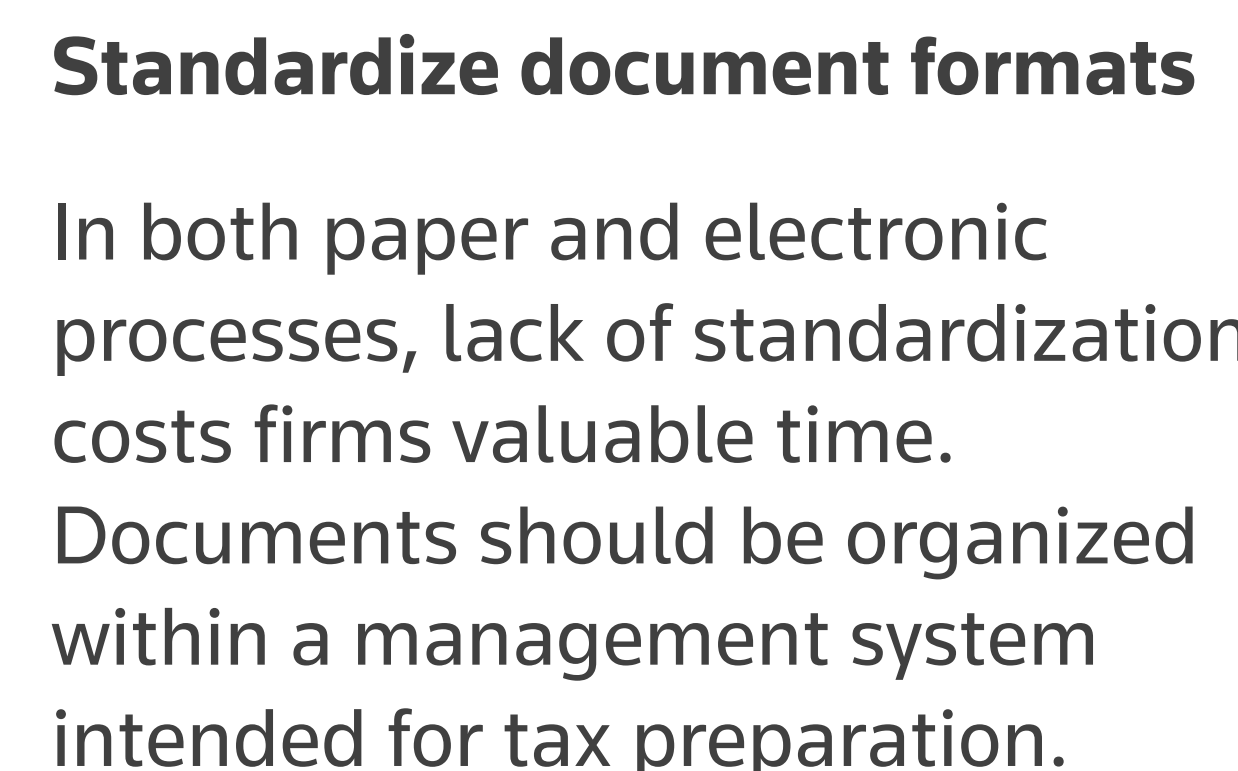 Standardize document formats
In both paper and electronic
processes, lack of standardization
costs firms valuable time.
Documents should be organized
within a management system
intended for tax preparation.